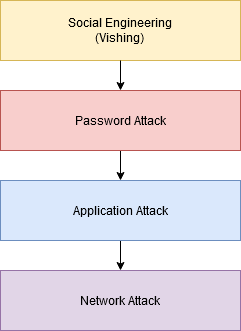 Social Engineering
(Vishing)
Password Attack
Application Attack
Network Attack